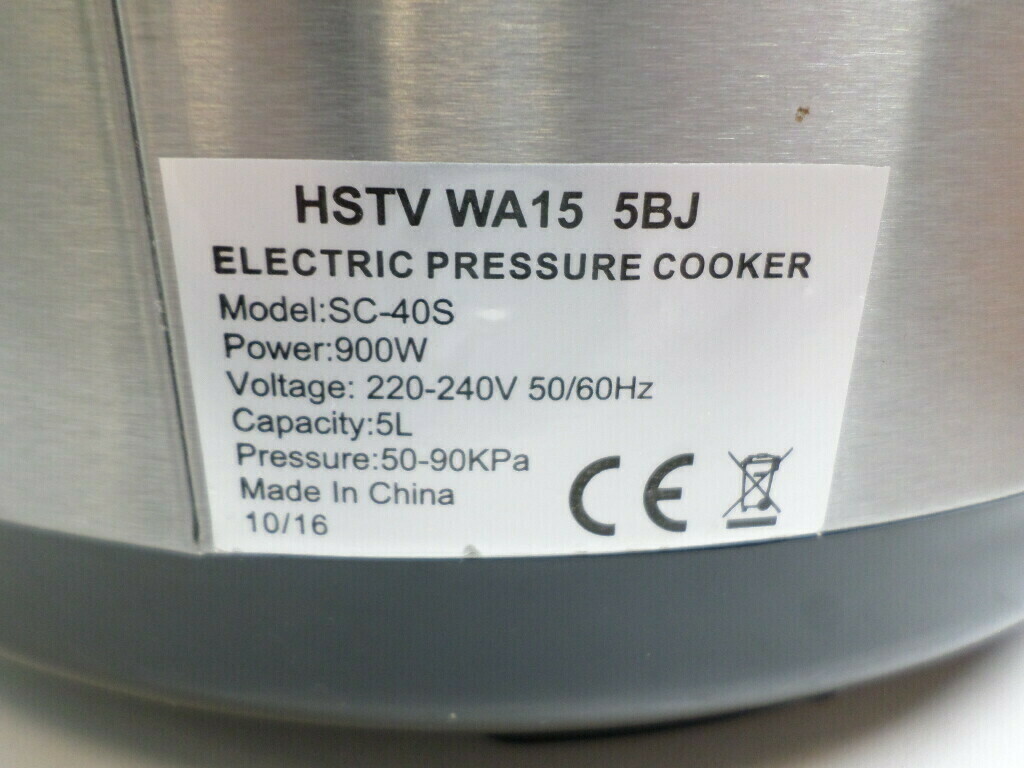 HSTV WA15 5BJ
ELECTRIC PRESSURE COOKER
Model:SC-40S
Power:900W
Voltage: 220-240V 50/60Hz
Capacity:5L
Pressure:50-90KPa
Made In China
10/16
CE